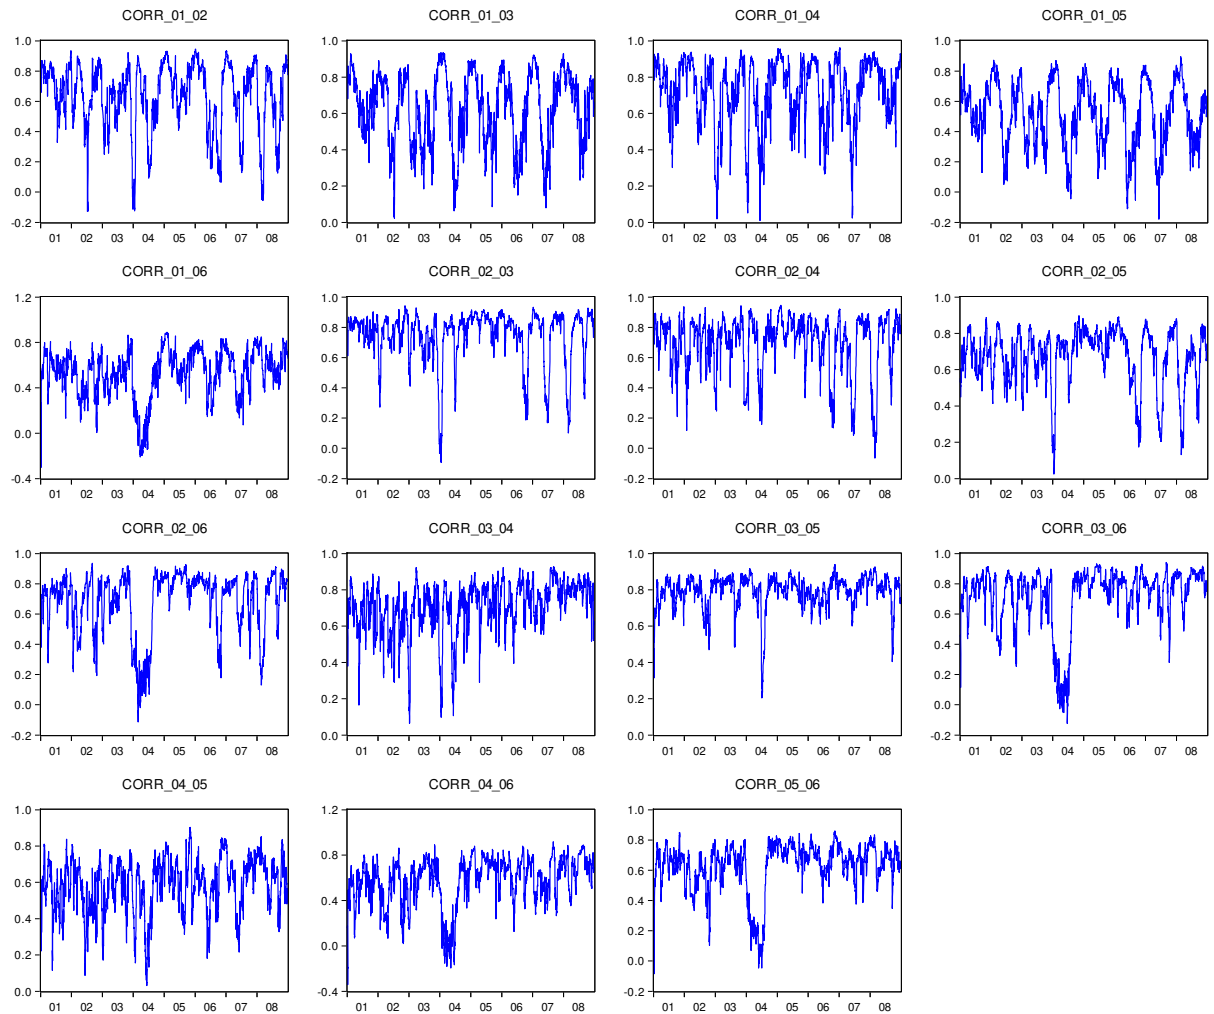 CORR_01_02 CORR_01_03 CORR_01_04 CORR_01_05
1.0 1.0 1.0 1.0
0.8 0.8 0.8 0.8
0.6 0.6 0.6 0.6
0.4 0.4 0.4 0.4
0.2 0.2 0.2 0.2
0.0 0.0 0.0 0.0
-0.2 -0.2
01 02 03 04 05 06 07 08 01 02 03 04 05 06 07 08 01 02 03 04 05 06 07 08 01 02 03 04 05 06 07 08
CORR_01_06 CORR_02_03 CORR_02_04 CORR_02_05
1.2 1.0 1.0 1.0
0.8 0.8 0.8 0.8
0.4 0.6 0.6 0.6
0.0 0.4 0.4 0.4
-0.4 0.2 0.2 0.2
0.0 0.0 0.0
-0.2 -0.2
01 02 03 04 05 06 07 08 01 02 03 04 05 06 07 08 01 02 03 04 05 06 07 08 01 02 03 04 05 06 07 08
CORR_02_06 CORR_03_04 CORR_03_05 CORR_03_06
1.0 1.0 1.0 1.0
0.8 0.8 0.8 0.8
0.6 0.6 0.6 0.6
0.4 0.4 0.4 0.4
0.2 0.2 0.2 0.2
0.0 0.0 0.0 0.0
-0.2 -0.2
01 02 03 04 05 06 07 08 01 02 03 04 05 06 07 08 01 02 03 04 05 06 07 08 01 02 03 04 05 06 07 08
CORR_04_05 CORR_04_06 CORR_05_06
1.0 1.2 1.0
0.8 0.8 0.8
0.6 0.4 0.6
0.4 0.0 0.4
0.2 -0.4 0.2
0.0 0.0
-0.2
01 02 03 04 05 06 07 08 01 02 03 04 05 06 07 08 01 02 03 04 05 06 07 08